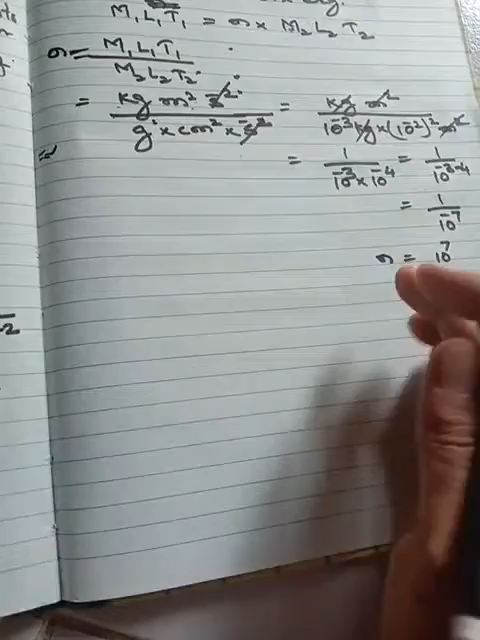 M₁L₁T₁ = n x M₂L₂T₂
n = M₁L₁T₁ / M₂L₂T₂
= kg m² s⁻² / g x cm² x s⁻² = kg m² / 10⁻³ kg x (10⁻²)² m²
= 1 / 10⁻³ x 10⁻⁴ = 1 / 10⁻³⁻⁴
= 1 / 10⁻⁷
n = 10⁷
-2